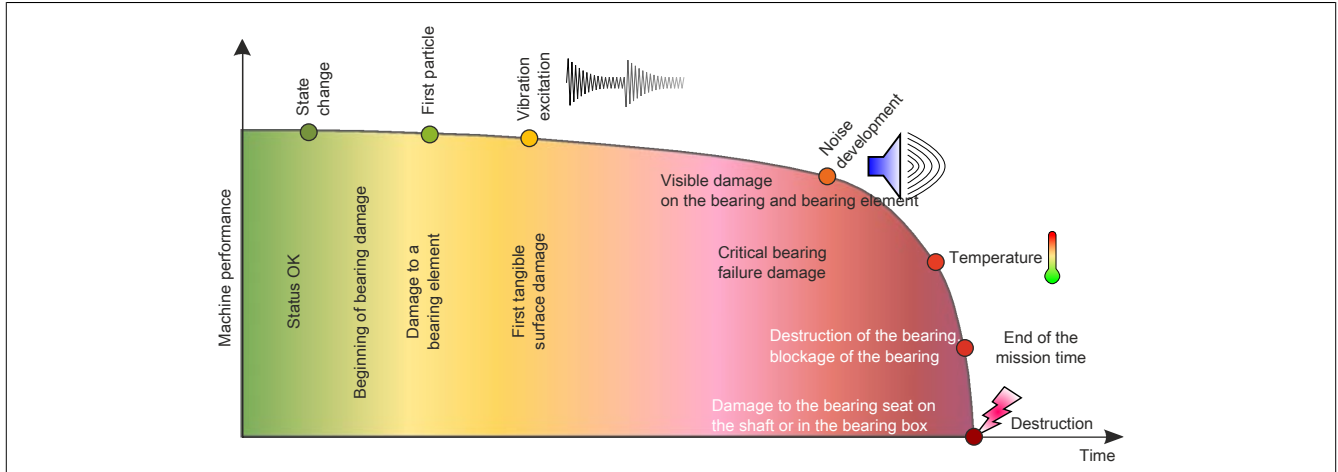 State
change
First particle
Vibration
excitation
Noise
development
Machine performance
Status OK
Beginning of bearing damage
Damage to a
bearing element
First tangible
surface damage
Visible damage
on the bearing and bearing element
Critical bearing
failure damage
Temperature
Destruction of the bearing
blockage of the bearing
End of the
mission time
Damage to the bearing seat on
the shaft or in the bearing box
Destruction
Time